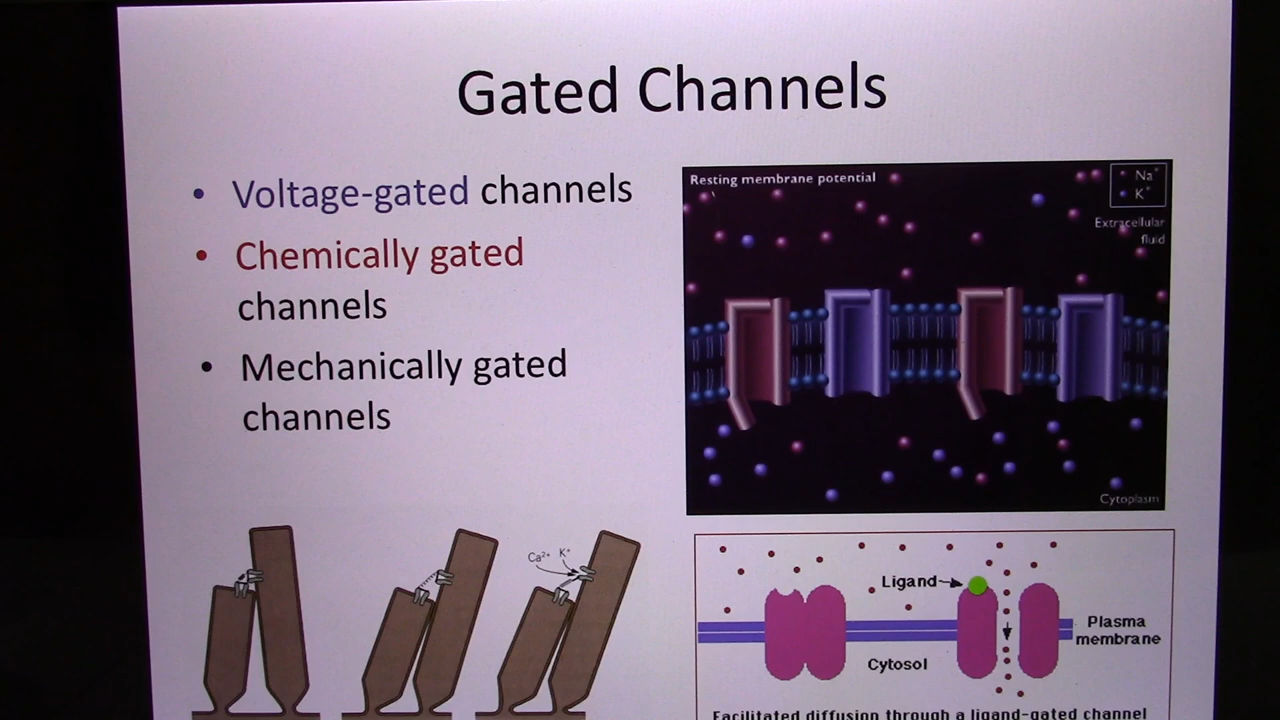 Gated Channels
• Voltage-gated channels
• Chemically gated
channels
• Mechanically gated
channels
Resting membrane potential
Na⁺
K⁺
Extracellular
fluid
Cytoplasm
Ca²⁺ K⁺
Ligand
Plasma
membrane
Cytosol
Facilitated diffusion through a ligand-gated channel